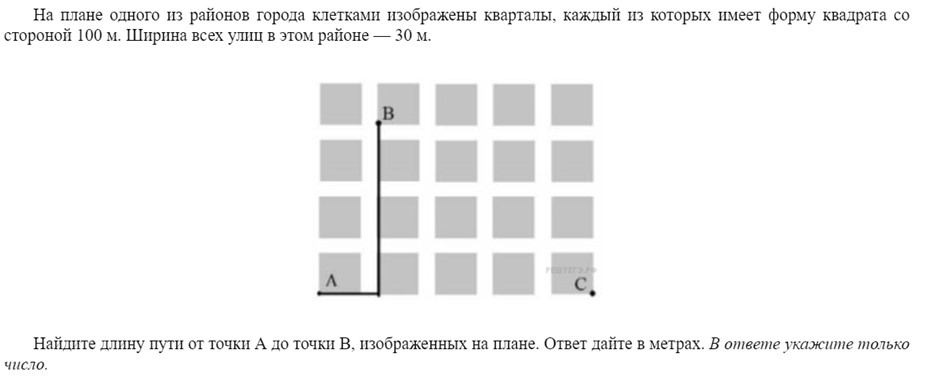 На плане одного из районов города клетками изображены кварталы, каждый из которых имеет форму квадрата со
стороной 100 м. Ширина всех улиц в этом районе — 30 м.
B
A
РЕШУЕГЭ.РФ
C
Найдите длину пути от точки A до точки B, изображенных на плане. Ответ дайте в метрах. В ответе укажите только
число.